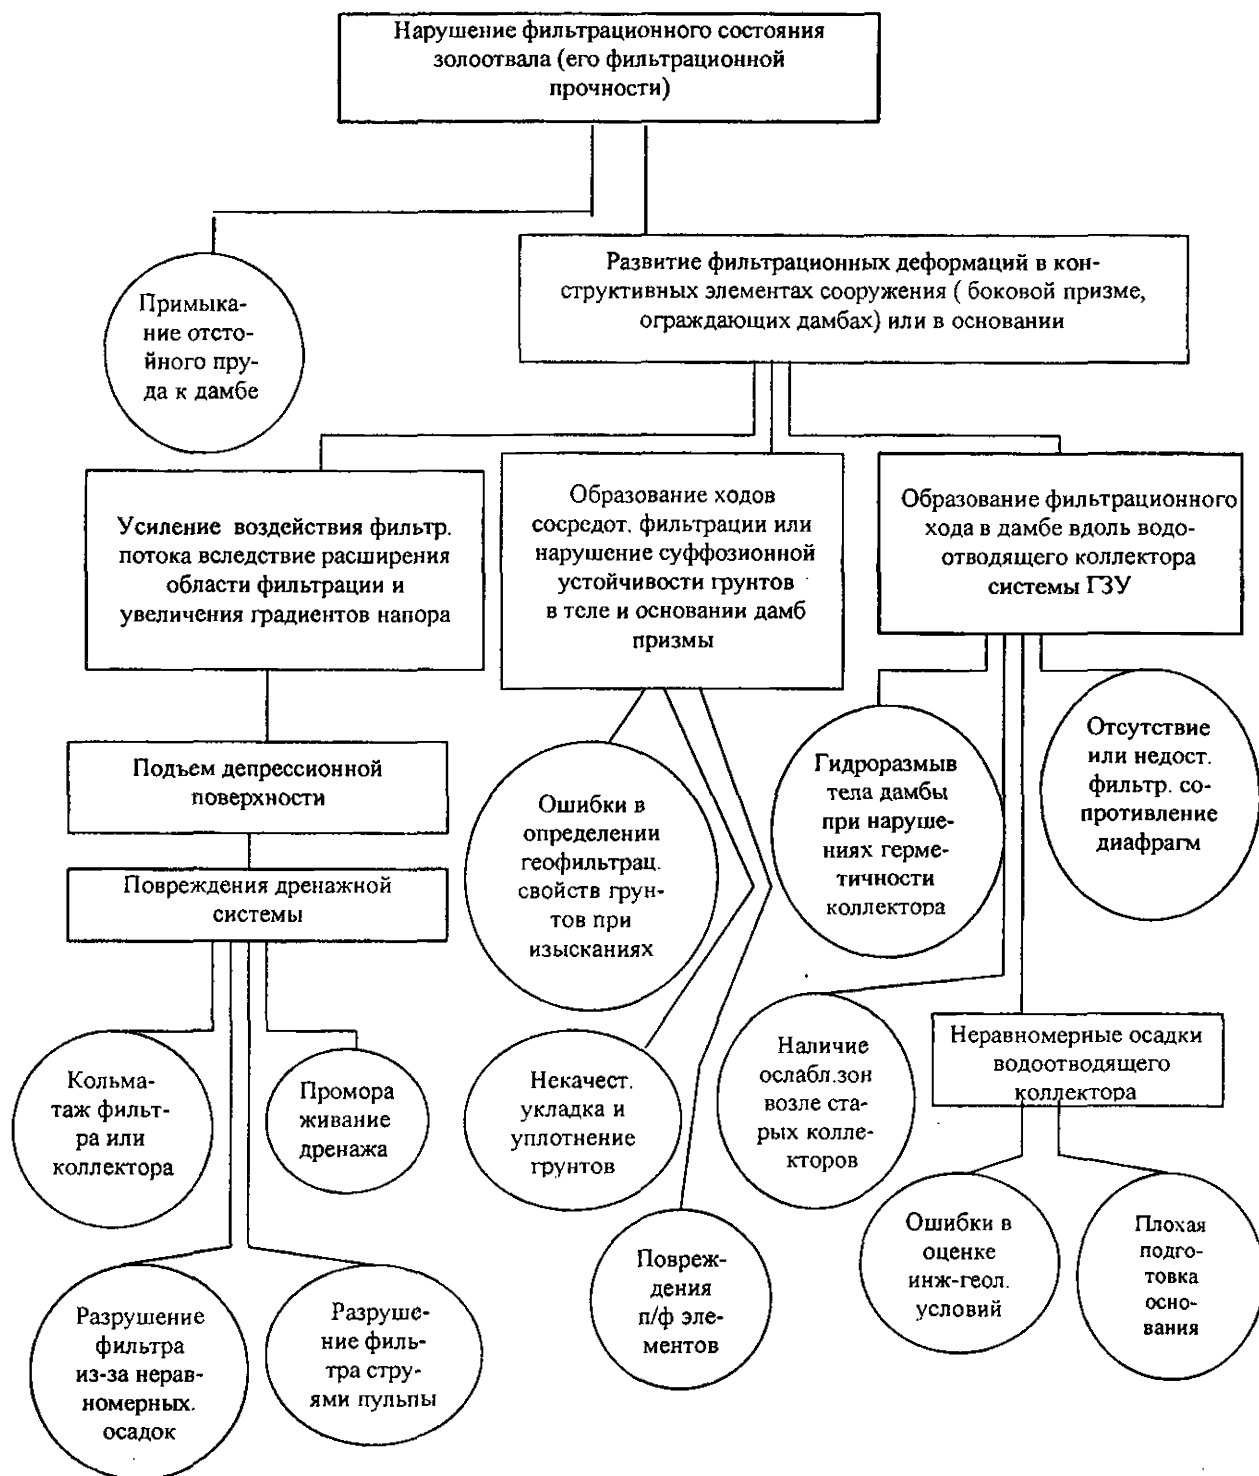 Нарушение фильтрационного состояния
золоотвала (его фильтрационной
прочности)
Примыка-
ние отсто-
йного пру-
да к дамбе
Развитие фильтрационных деформаций в кон-
структивных элементах сооружения ( боковой призме,
ограждающих дамбах) или в основании
Усиление воздействия фильтр.
потока вследствие расширения
области фильтрации и
увеличения градиентов напора
Образование ходов
сосредот. фильтрации или
нарушение суффозионной
устойчивости грунтов
в теле и основании дамб
призмы
Образование фильтрационного
хода в дамбе вдоль водо-
отводящего коллектора
системы ГЗУ
Подъем депрессионной
поверхности
Повреждения дренажной
системы
Ошибки в
определении
геофильтрац.
свойств грун-
тов при
изысканиях
Гидроразмыв
тела дамбы
при наруше-
ниях герме-
тичности
коллектора
Отсутствие
или недост.
фильтр. со-
противление
диафрагм
Кольма-
таж фильт-
ра или
коллектора
Промора
живание
дренажа
Некачест.
укладка и
уплотнение
грунтов
Наличие
ослабл.зон
возле ста-
рых колле-
кторов
Неравномерные осадки
водоотводящего
коллектора
Разрушение
фильтра
из-за нерав-
номерных.
осадок
Разруше-
ние филь-
тра стру-
ями пульпы
Повреж-
дения
п/ф эле-
ментов
Ошибки в
оценке
инж-геол.
условий
Плохая
подго-
товка
осно-
вания